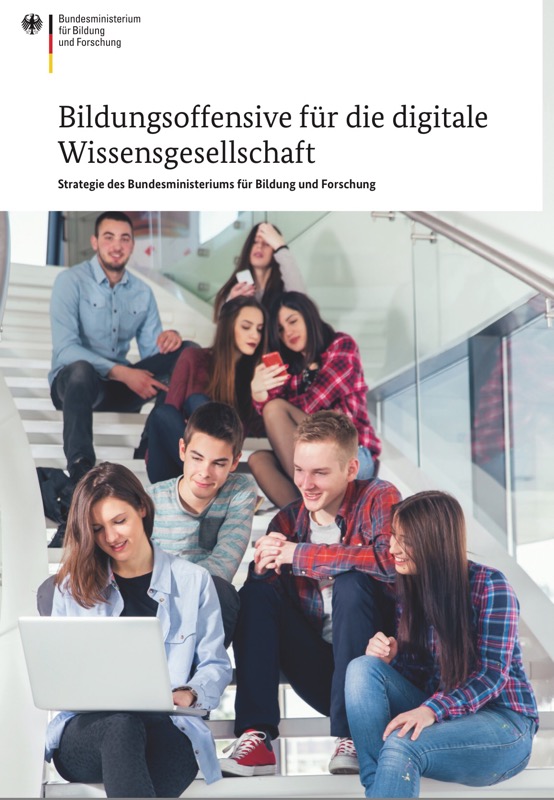 Bundesministerium
für Bildung
und Forschung
Bildungsoffensive für die digitale
Wissensgesellschaft
Strategie des Bundesministeriums für Bildung und Forschung